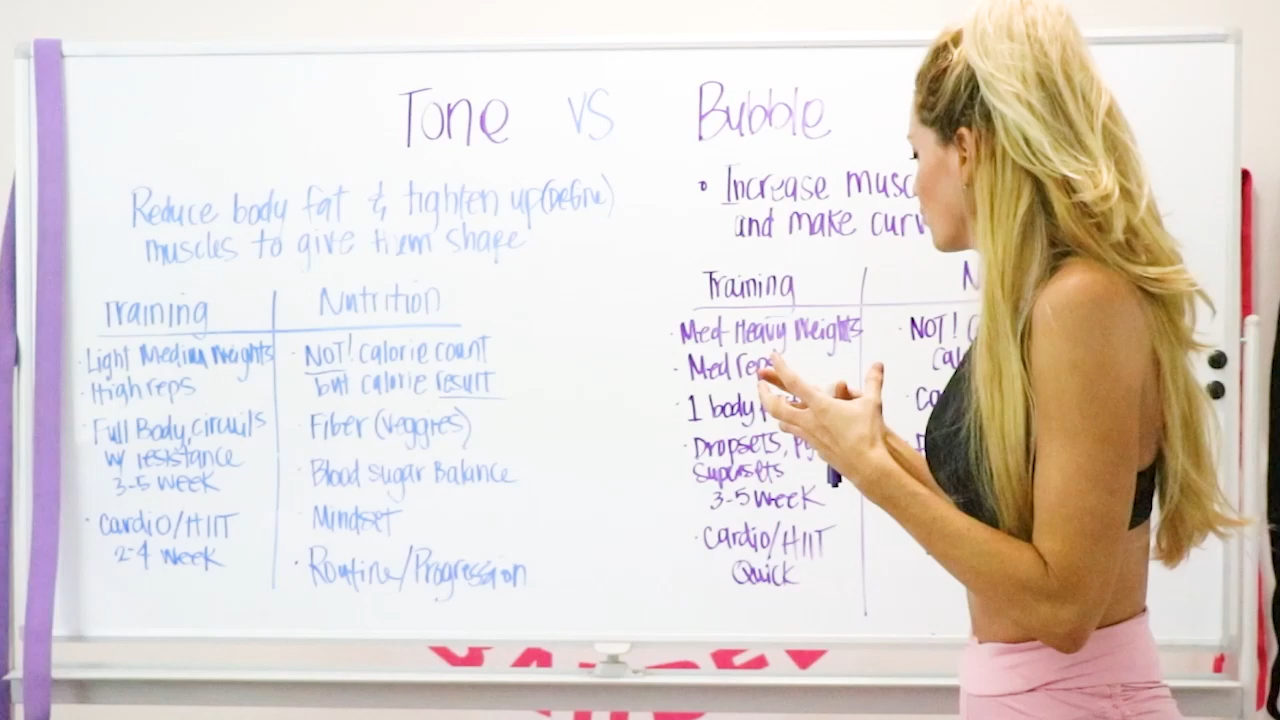 Tone vs Bubble
Reduce body fat & tighten up (Define)
muscles to give them shape
Training
Nutrition
· Light Medium Weights
· High reps
· Full Body, circuits
w/ resistance
3-5 week
· Cardio/HIIT
2-4 week
· NOT! calorie count
but calorie result
· Fiber (veggies)
· Blood sugar Balance
· Mindset
· Routine/Progression
• Increase
and make
Training
· Med Heavy Weights
· Med reps
· 1 body
· Dropsets,
Supersets
3-5 week
· Cardio/HIIT
Quick
· NOT!